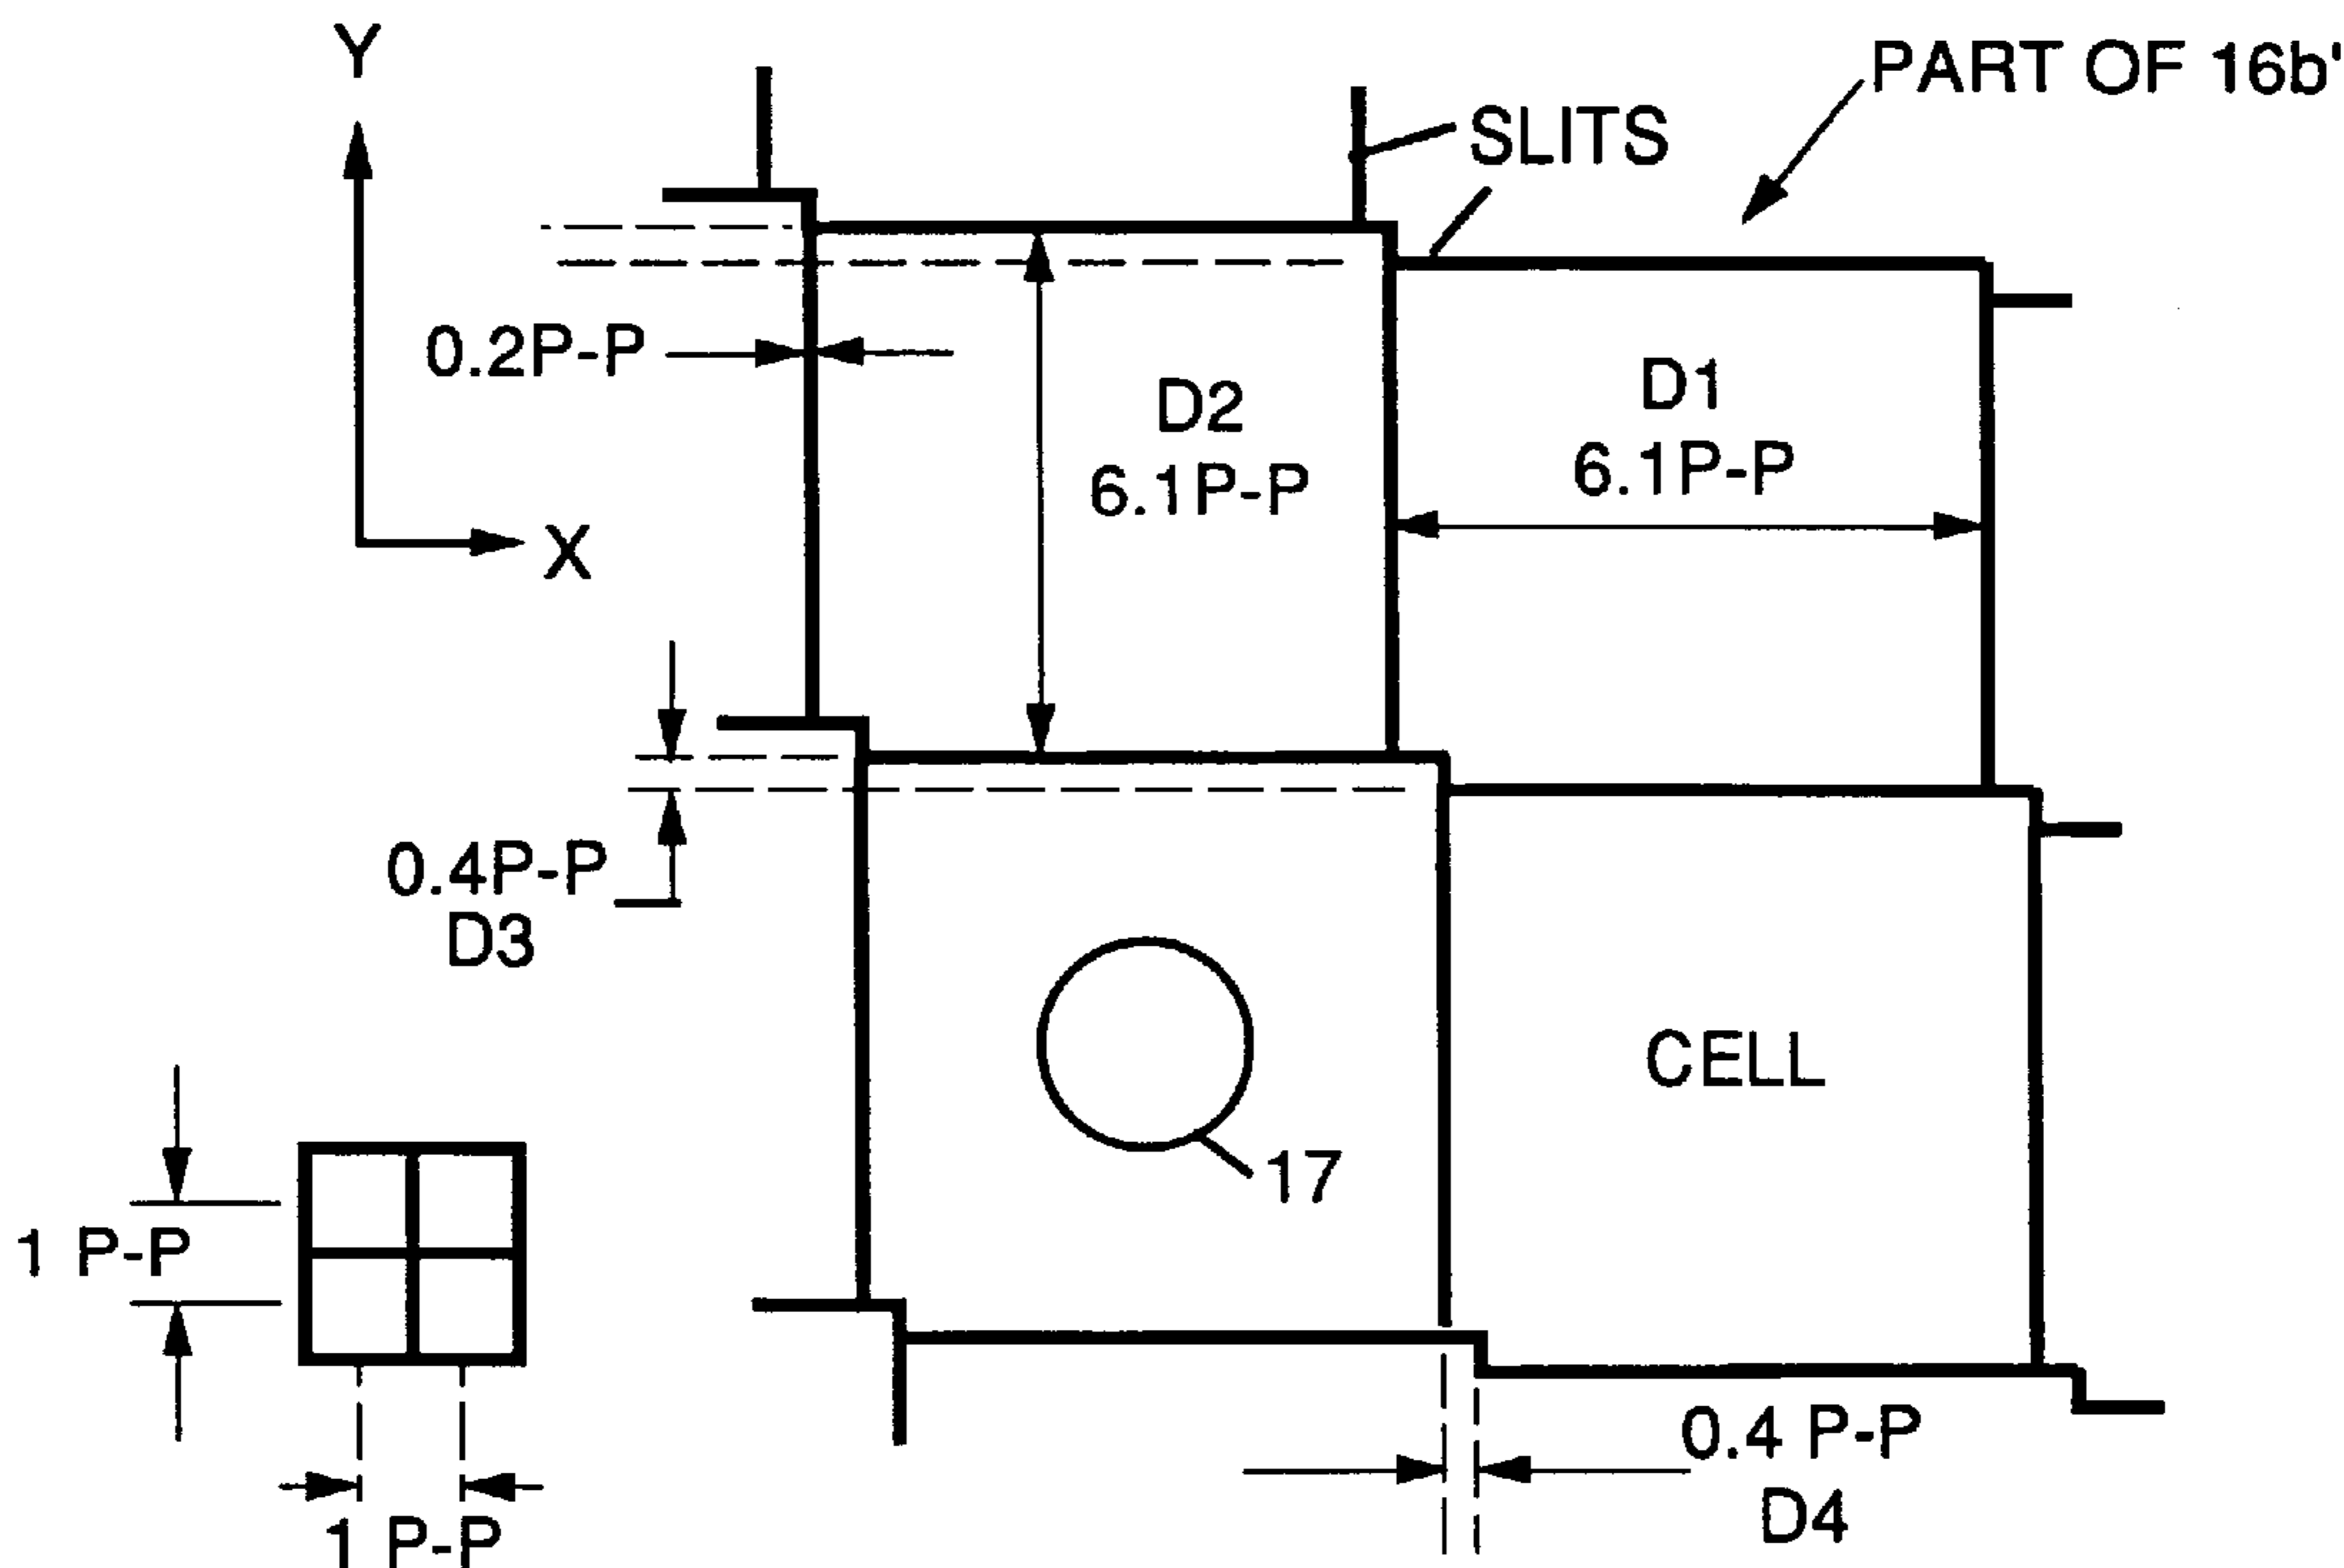 Y
PART OF 16b'
SLITS
0.2P-P
D2
6.1P-P
D1
6.1P-P
X
0.4P-P
D3
CELL
17
1 P-P
0.4 P-P
D4
1 P-P